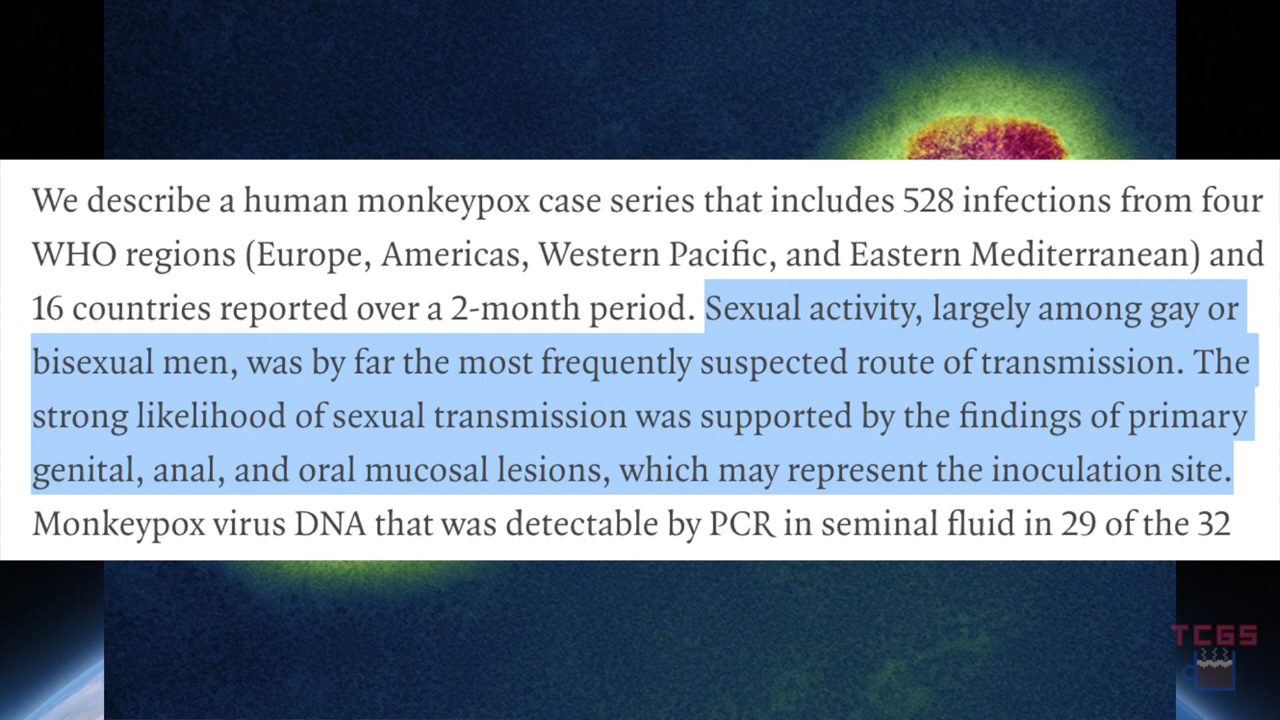 We describe a human monkeypox case series that includes 528 infections from four
WHO regions (Europe, Americas, Western Pacific, and Eastern Mediterranean) and
16 countries reported over a 2-month period. Sexual activity, largely among gay or
bisexual men, was by far the most frequently suspected route of transmission. The
strong likelihood of sexual transmission was supported by the findings of primary
genital, anal, and oral mucosal lesions, which may represent the inoculation site.
Monkeypox virus DNA that was detectable by PCR in seminal fluid in 29 of the 32
TCGS